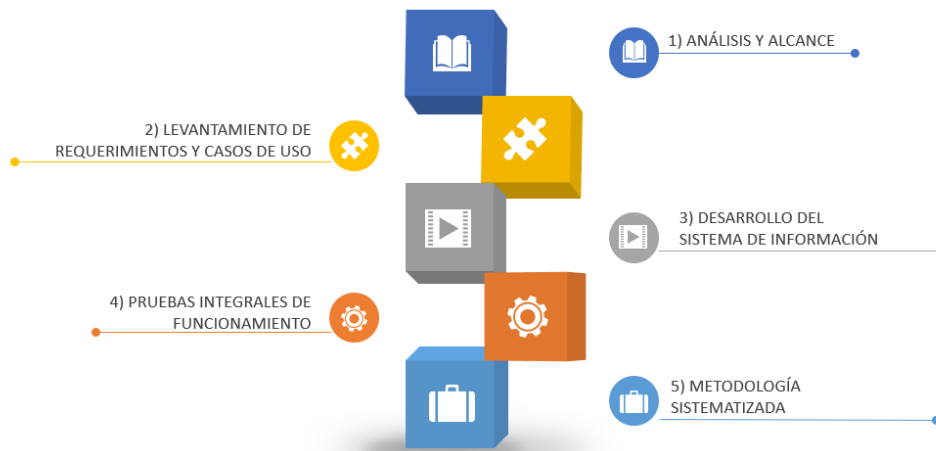 1) ANÁLISIS Y ALCANCE
2) LEVANTAMIENTO DE
REQUERIMIENTOS Y CASOS DE USO
3) DESARROLLO DEL
SISTEMA DE INFORMACIÓN
4) PRUEBAS INTEGRALES DE
FUNCIONAMIENTO
5) METODOLOGÍA
SISTEMATIZADA